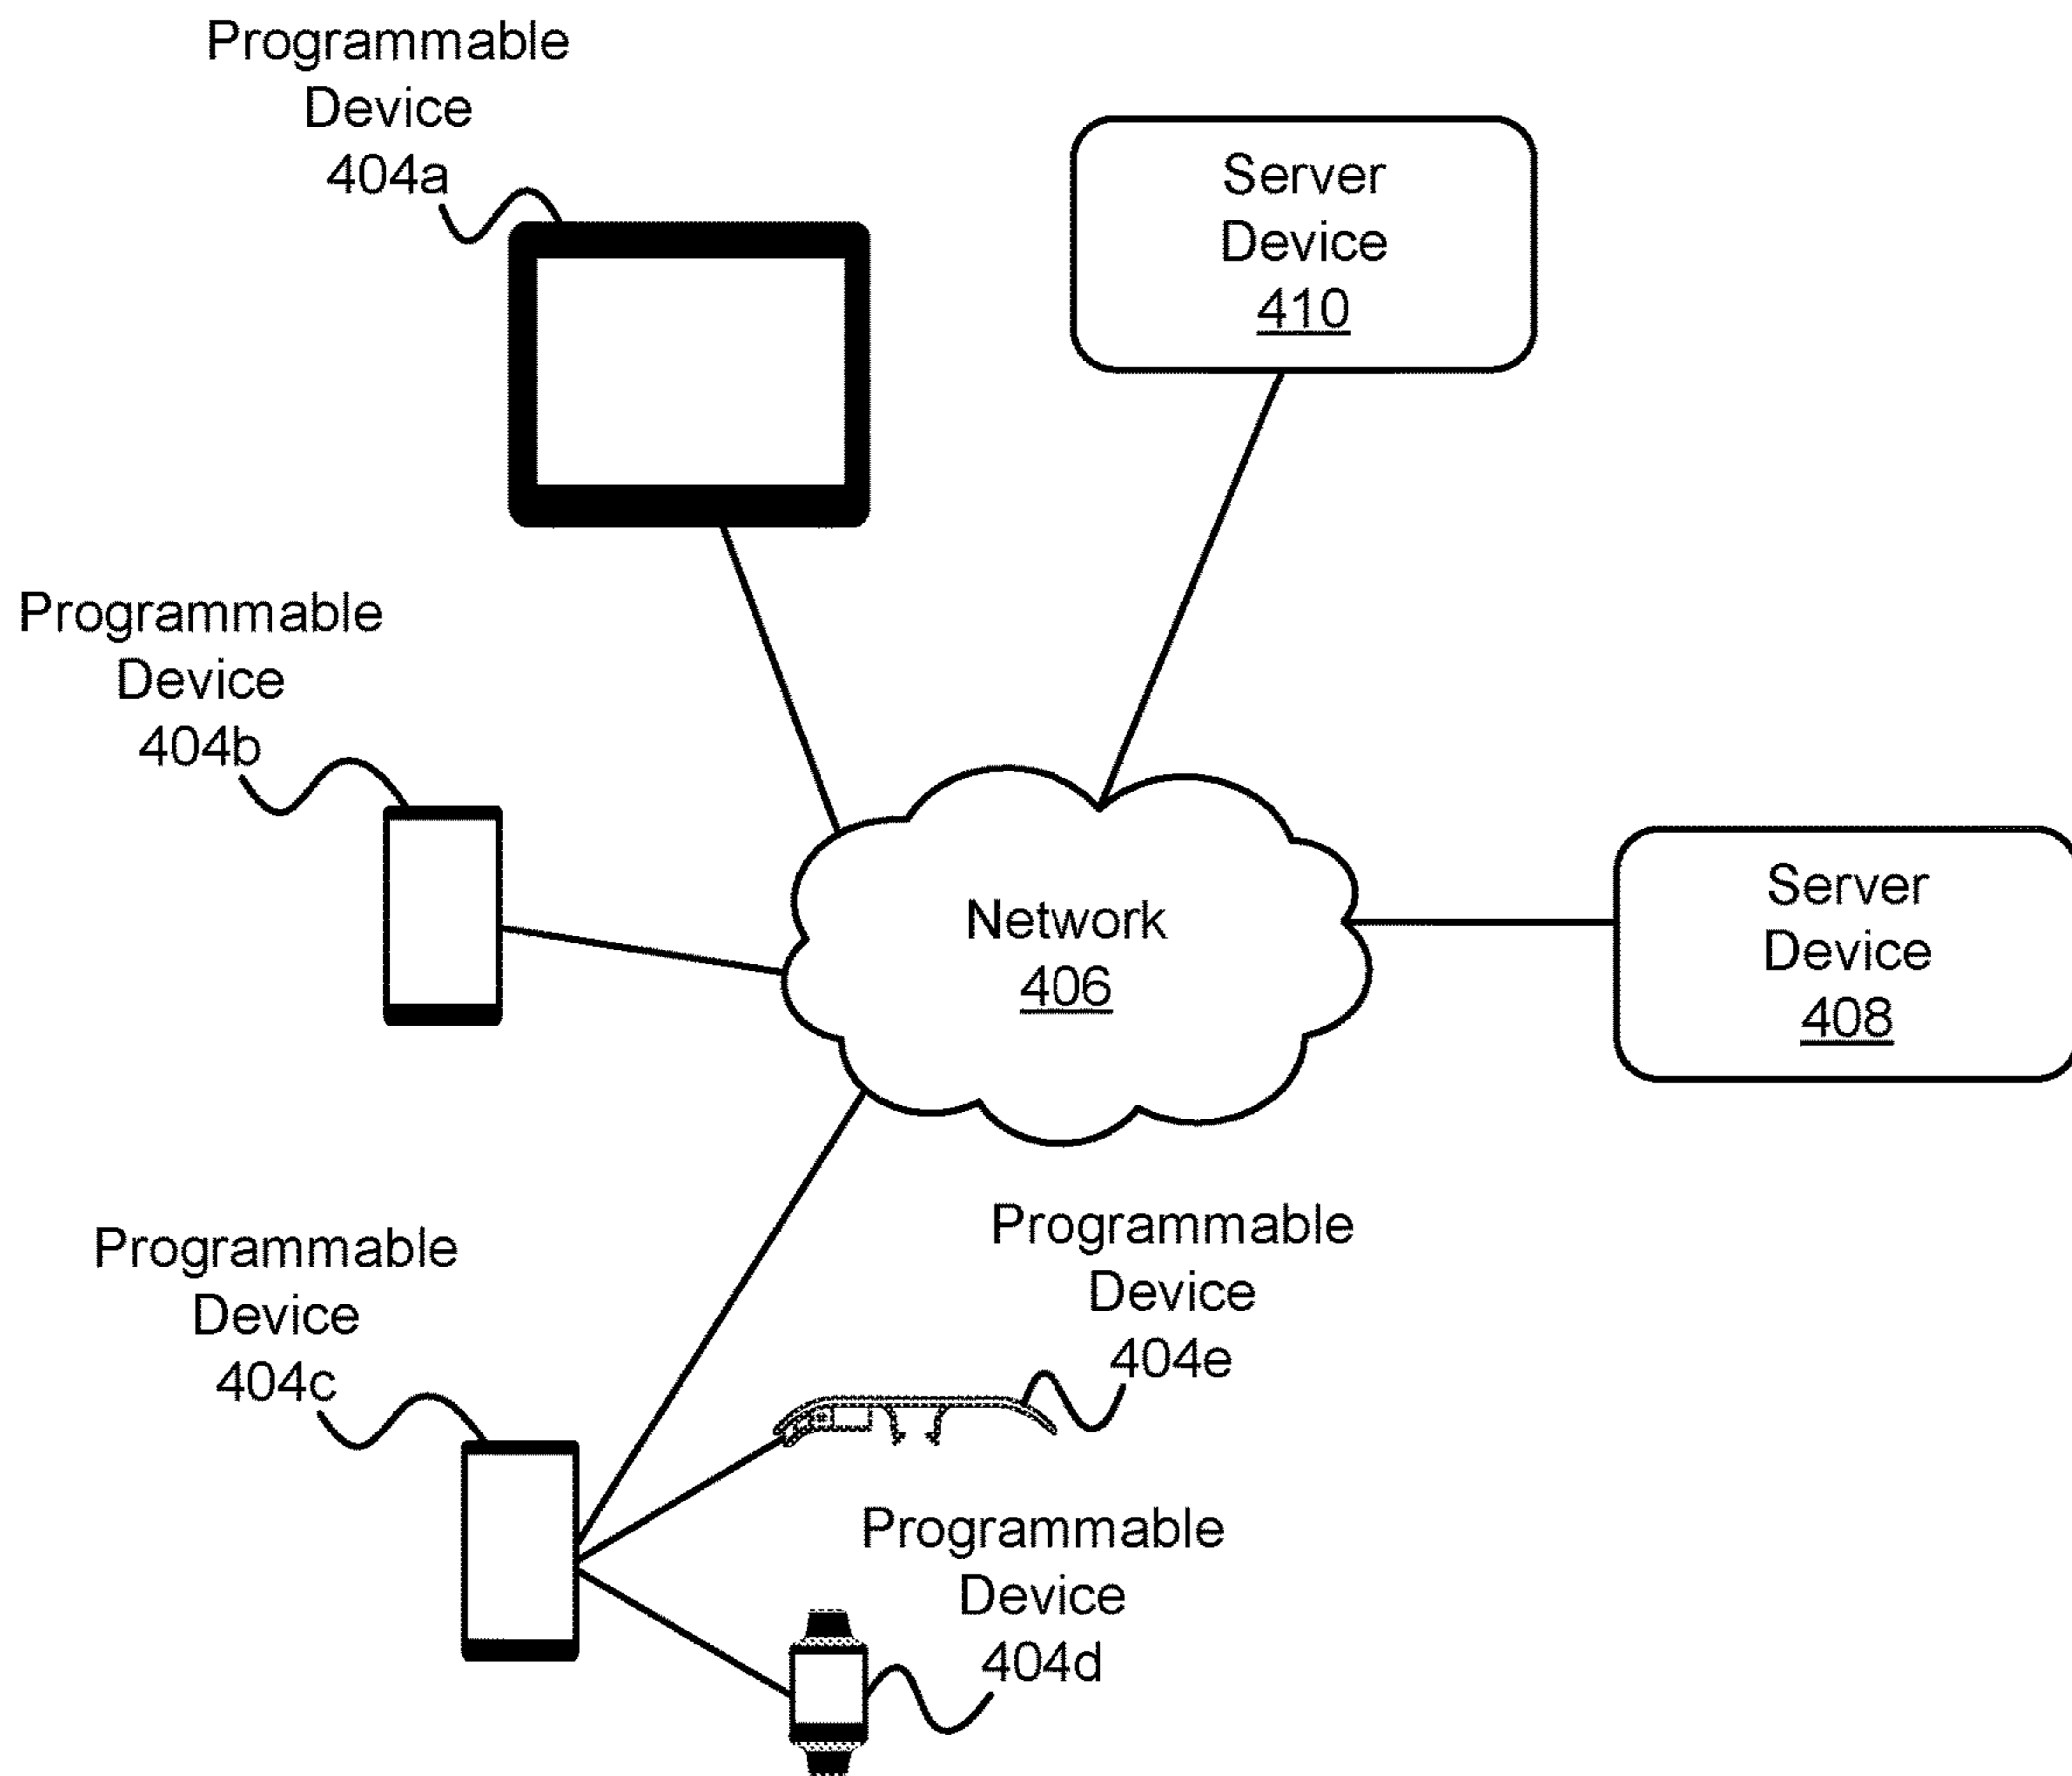 Programmable
Device
404a
Server
Device
410
Programmable
Device
404b
Network
406
Server
Device
408
Programmable
Device
404e
Programmable
Device
404c
Programmable
Device
404d